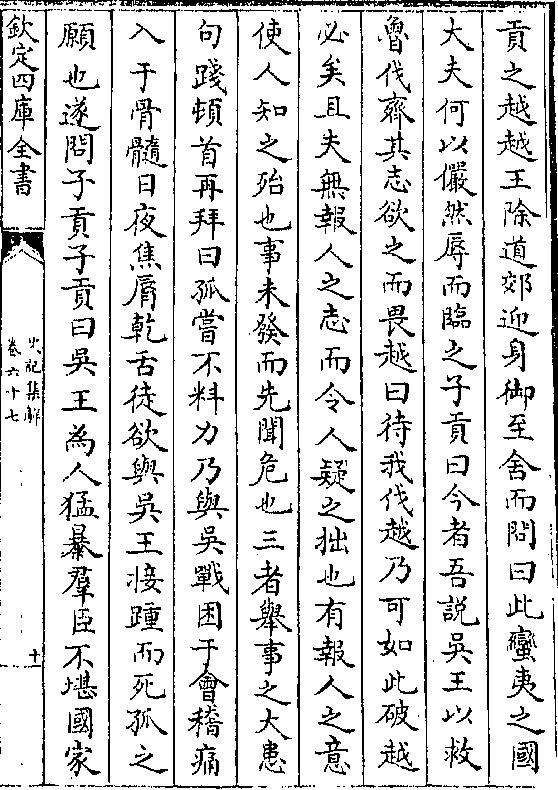 貢之越越王除道郊迎身御至舍而問曰此蠻夷之國
大夫何以儼然辱而臨之子貢曰今者吾說吳王以救
魯伐齊其志欲之而畏越曰待我伐越乃可如此破越
必矣且夫無報人之志而令人疑之拙也有報人之意
使人知之殆也事未發而先聞危也三者舉事之大患
句踐頓首再拜曰孤嘗不料力乃與吳戰困于會稽痛
入于骨髓日夜焦脣乾舌徒欲與吳王接踵而死孤之
願也遂問子貢子貢曰吳王為人猛暴羣臣不堪國家
欽定四庫全書
史記集解
卷六十七
十